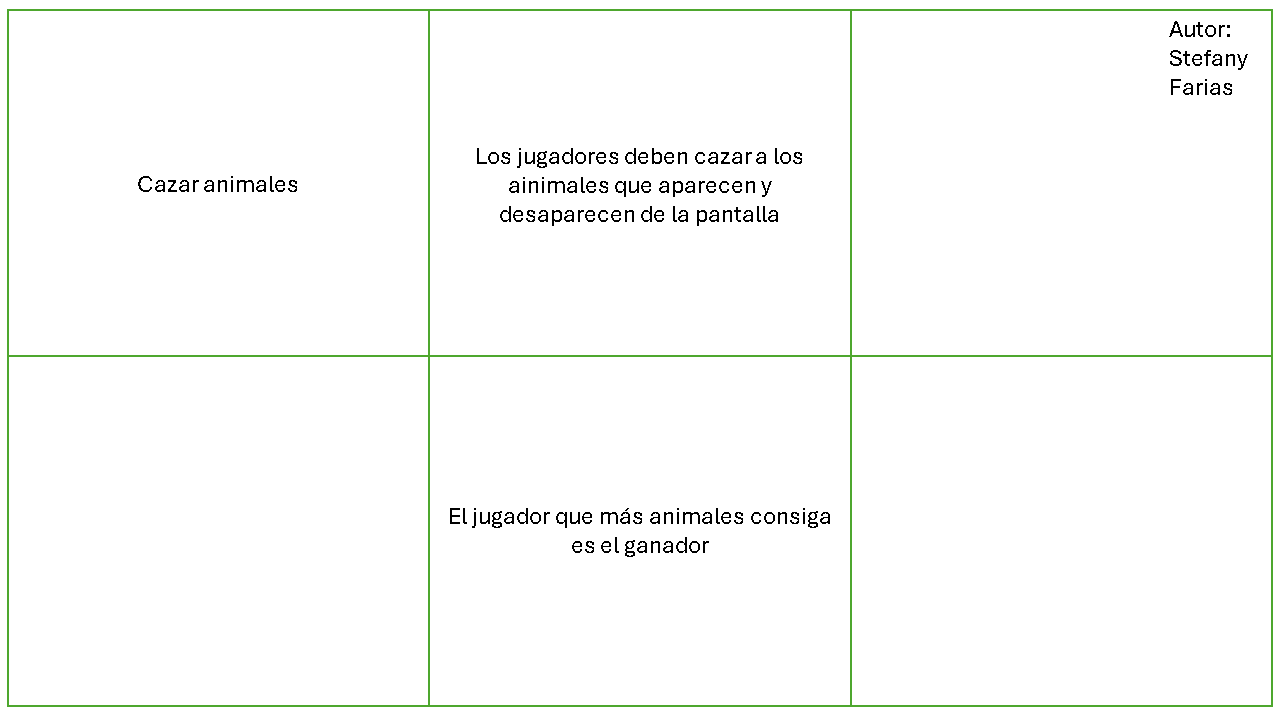 Cazar animales
Los jugadores deben cazar a los
ainimales que aparecen y
desaparecen de la pantalla
Autor:
Stefany
Farias
El jugador que más animales consiga
es el ganador